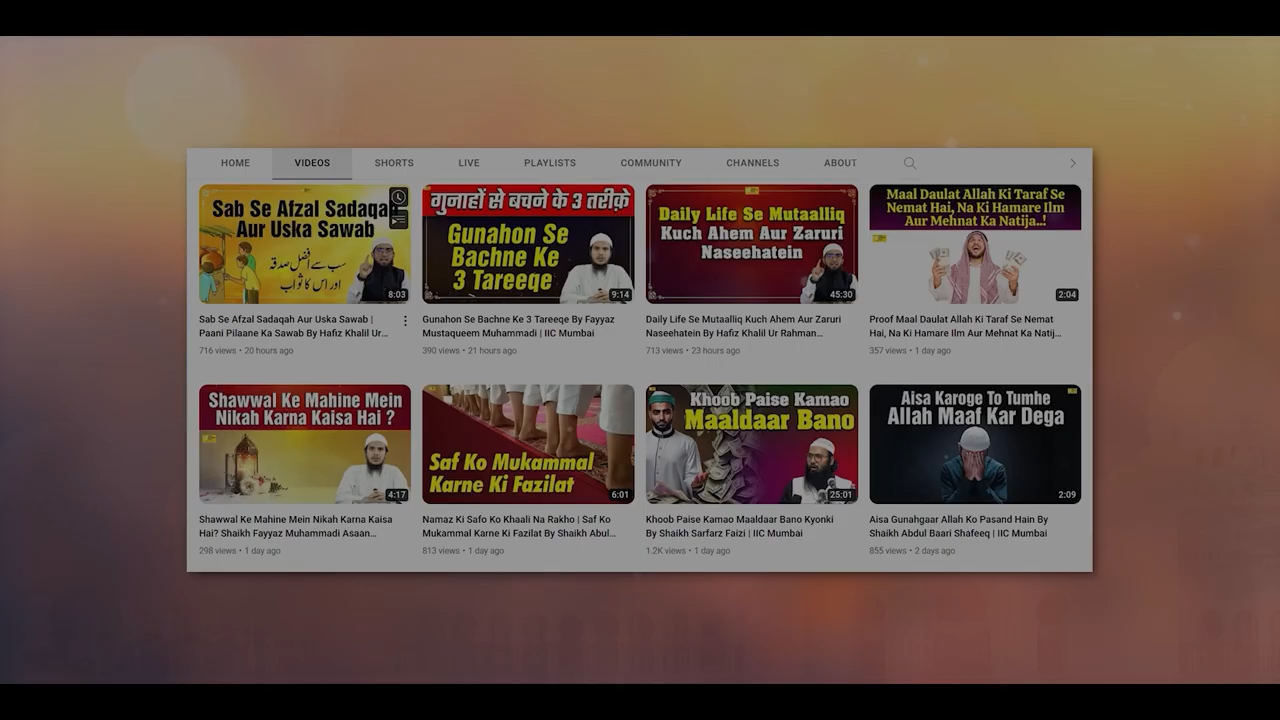 HOME VIDEOS SHORTS LIVE PLAYLISTS COMMUNITY CHANNELS ABOUT
Sab Se Afzal Sadaqah
Aur Uska Sawab
سب سے افضل صدقہ
اور اس کا ثواب
8:03
Sab Se Afzal Sadaqah Aur Uska Sawab |
Paani Pilaane Ka Sawab By Hafiz Khalil Ur...
716 views • 20 hours ago
गुनाहों से बचने के 3 तरीक़े
Gunahon Se
Bachne Ke
3 Tareeqe
9:14
Gunahon Se Bachne Ke 3 Tareeqe By Fayyaz
Mustaqueem Muhammadi | IIC Mumbai
390 views • 21 hours ago
Daily Life Se Mutaalliq
Kuch Ahem Aur Zaruri
Naseehatein
45:30
Daily Life Se Mutaalliq Kuch Ahem Aur Zaruri
Naseehatein By Hafiz Khalil Ur Rahman...
713 views • 23 hours ago
Maal Daulat Allah Ki Taraf Se
Nemat Hai, Na Ki Hamare Ilm
Aur Mehnat Ka Natija..!
2:04
Proof Maal Daulat Allah Ki Taraf Se Nemat
Hai, Na Ki Hamare Ilm Aur Mehnat Ka Natij...
357 views • 1 day ago
Shawwal Ke Mahine Mein
Nikah Karna Kaisa Hai ?
4:17
Shawwal Ke Mahine Mein Nikah Karna Kaisa
Hai? Shaikh Fayyaz Muhammadi Asaan...
298 views • 1 day ago
Saf Ko Mukammal
Karne Ki Fazilat
6:01
Namaz Ki Safo Ko Khaali Na Rakho | Saf Ko
Mukammal Karne Ki Fazilat By Shaikh Abul...
813 views • 1 day ago
Khoob Paise Kamao
Maaldaar Bano
25:01
Khoob Paise Kamao Maaldaar Bano Kyonki
By Shaikh Sarfarz Faizi | IIC Mumbai
1.2K views • 1 day ago
Aisa Karoge To Tumhe
Allah Maaf Kar Dega
2:09
Aisa Gunahgaar Allah Ko Pasand Hain By
Shaikh Abdul Baari Shafeeq | IIC Mumbai
855 views • 2 days ago